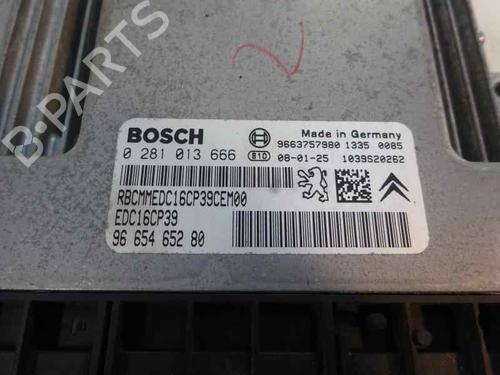 B-PARTS
BOSCH
0 281 013 666
Made in Germany
9663757980 1335 0085
810 08-01-25 1039S20262
RBCMMEDC16CP39CEM00
EDC16CP39
96 654 652 80